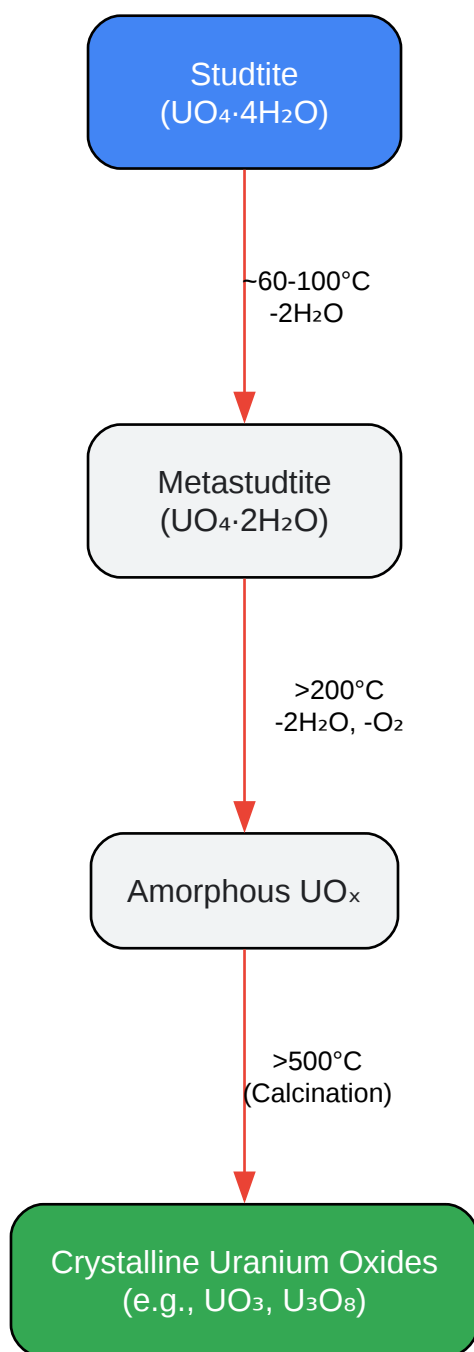 Studtite
(UO₄·4H₂O)
~60-100°C
-2H₂O
Metastudtite
(UO₄·2H₂O)
>200°C
-2H₂O, -O₂
Amorphous UOₓ
>500°C
(Calcination)
Crystalline Uranium Oxides
(e.g., UO₃, U₃O₈)